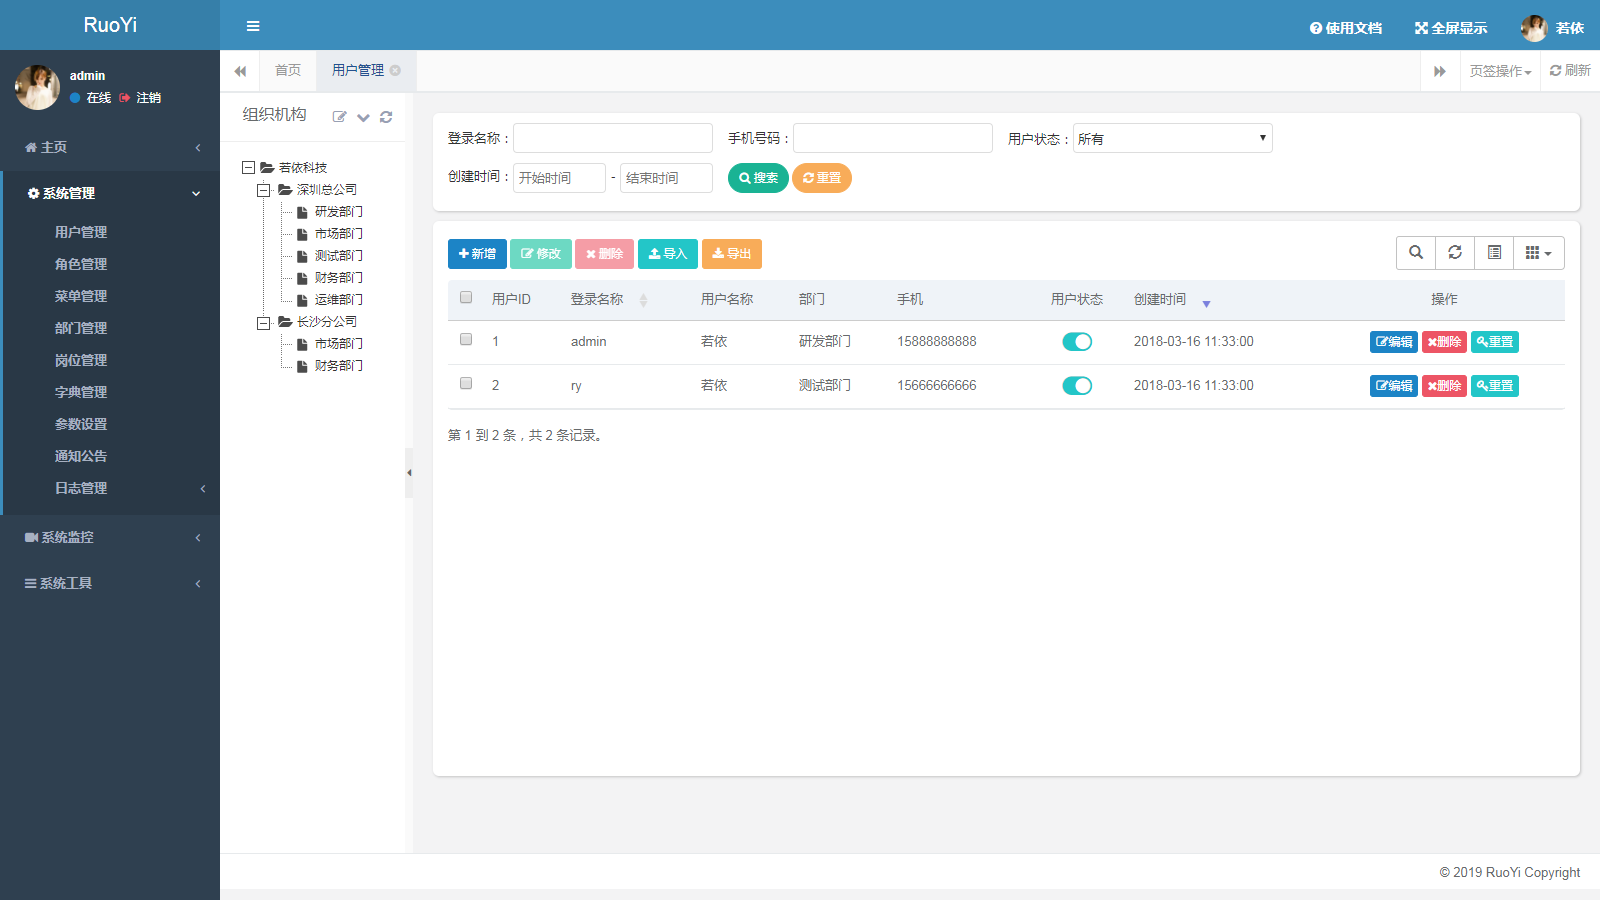 RuoYi
使用文档 全屏显示 若依
admin
在线 注销
首页 用户管理 页签操作 刷新
主页
系统管理
用户管理
角色管理
菜单管理
部门管理
岗位管理
字典管理
参数设置
通知公告
日志管理
系统监控
系统工具
组织机构
若依科技
深圳总公司
研发部门
市场部门
测试部门
财务部门
运维部门
长沙分公司
市场部门
财务部门
登录名称： 手机号码： 用户状态： 所有
创建时间： 开始时间 - 结束时间 搜索 重置
新增 修改 删除 导入 导出
用户ID 登录名称 用户名称 部门 手机 用户状态 创建时间 操作
1 admin 若依 研发部门 15888888888 2018-03-16 11:33:00 编辑 删除 重置
2 ry 若依 测试部门 15666666666 2018-03-16 11:33:00 编辑 删除 重置
第 1 到 2 条，共 2 条记录。
© 2019 RuoYi Copyright